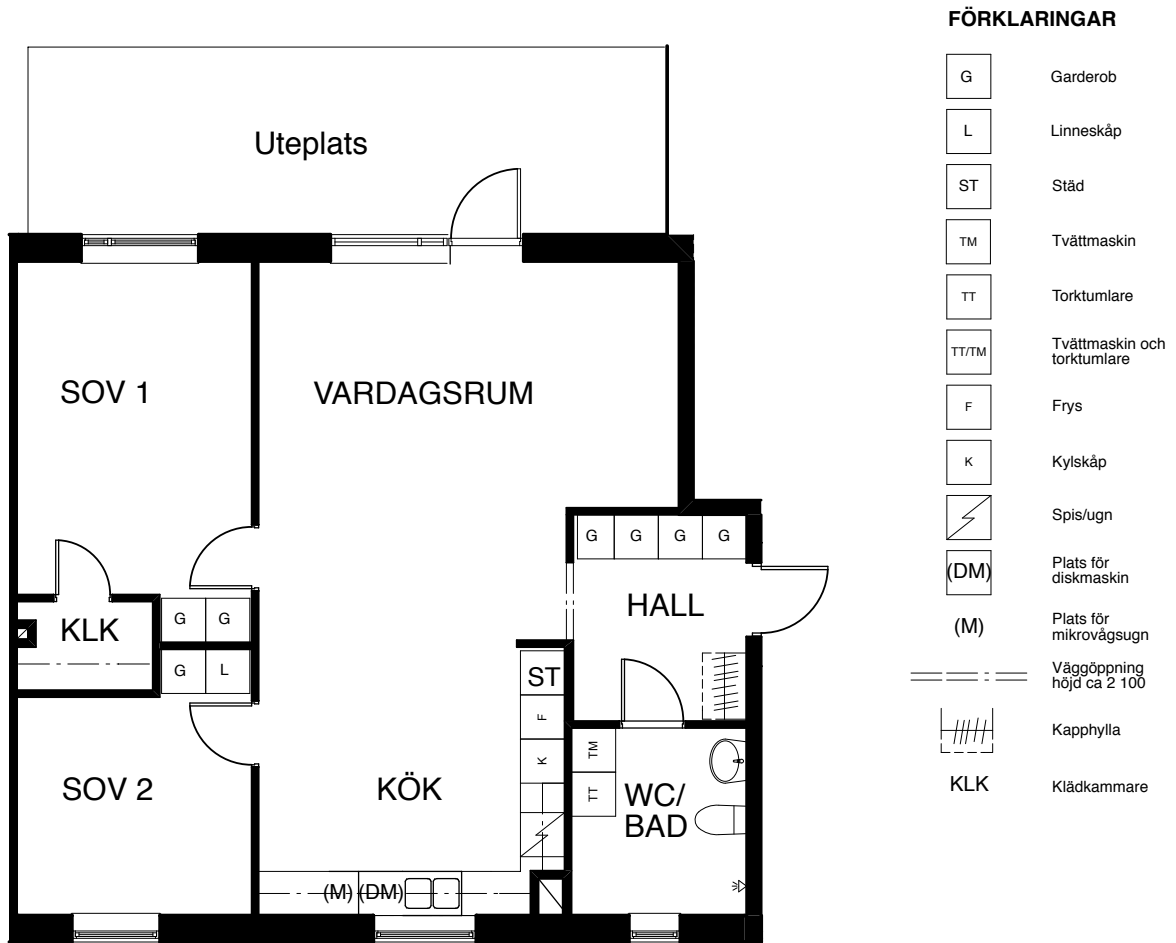 FÖRKLARINGAR
G Garderob
L Linneskåp
ST Städ
TM Tvättmaskin
TT Torktumlare
TT/TM Tvättmaskin och
torktumlare
F Frys
K Kylskåp
Spis/ugn
(DM) Plats för
diskmaskin
(M) Plats för
mikrovågsugn
Väggöppning
höjd ca 2 100
Kapphylla
KLK Klädkammare
Uteplats
SOV 1
VARDAGSRUM
G G G G
HALL
KLK
G G
G L
ST
F
K
SOV 2
KÖK
TM
TT
WC/
BAD
(M) (DM)